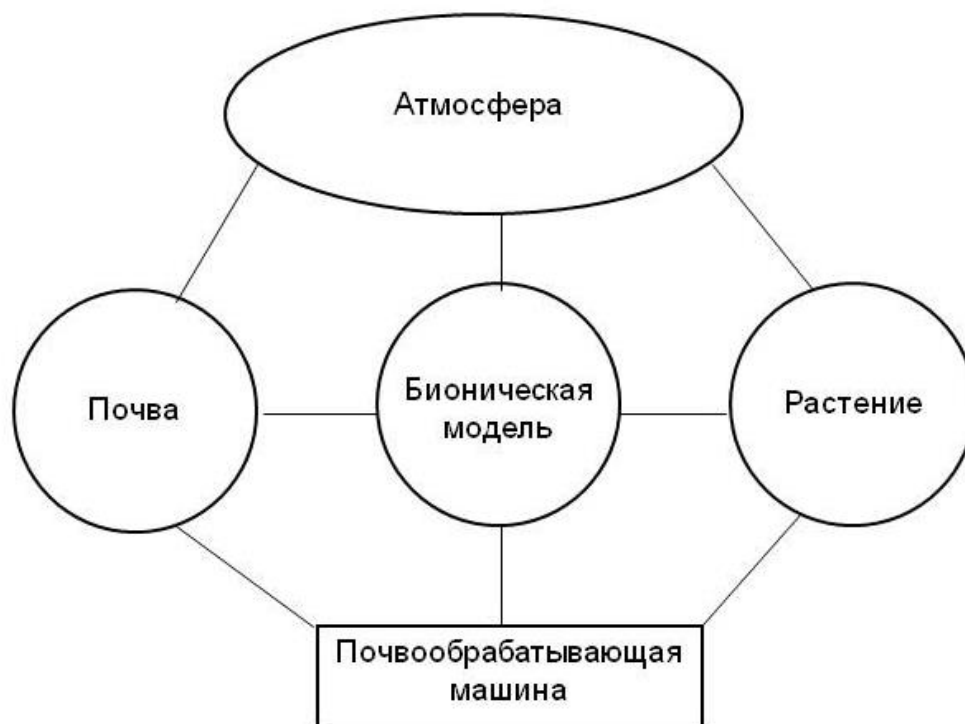 Атмосфера
Почва
Бионическая
модель
Растение
Почвообрабатывающая
машина